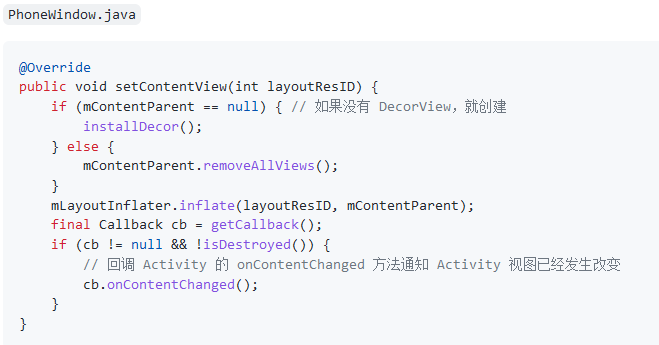 PhoneWindow.java
@Override
public void setContentView(int layoutResID) {
    if (mContentParent == null) { // 如果没有 DecorView，就创建
        installDecor();
    } else {
        mContentParent.removeAllViews();
    }
    mLayoutInflater.inflate(layoutResID, mContentParent);
    final Callback cb = getCallback();
    if (cb != null && !isDestroyed()) {
        // 回调 Activity 的 onContentChanged 方法通知 Activity 视图已经发生改变
        cb.onContentChanged();
    }
}